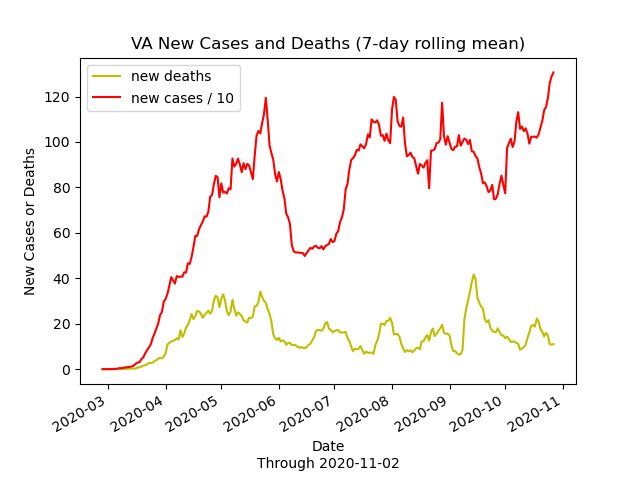 VA New Cases and Deaths (7-day rolling mean)
new deaths
new cases / 10
120
100
80
60
40
20
0
New Cases or Deaths
2020-03
2020-04
2020-05
2020-06
2020-07
2020-08
2020-09
2020-10
2020-11
Date
Through 2020-11-02